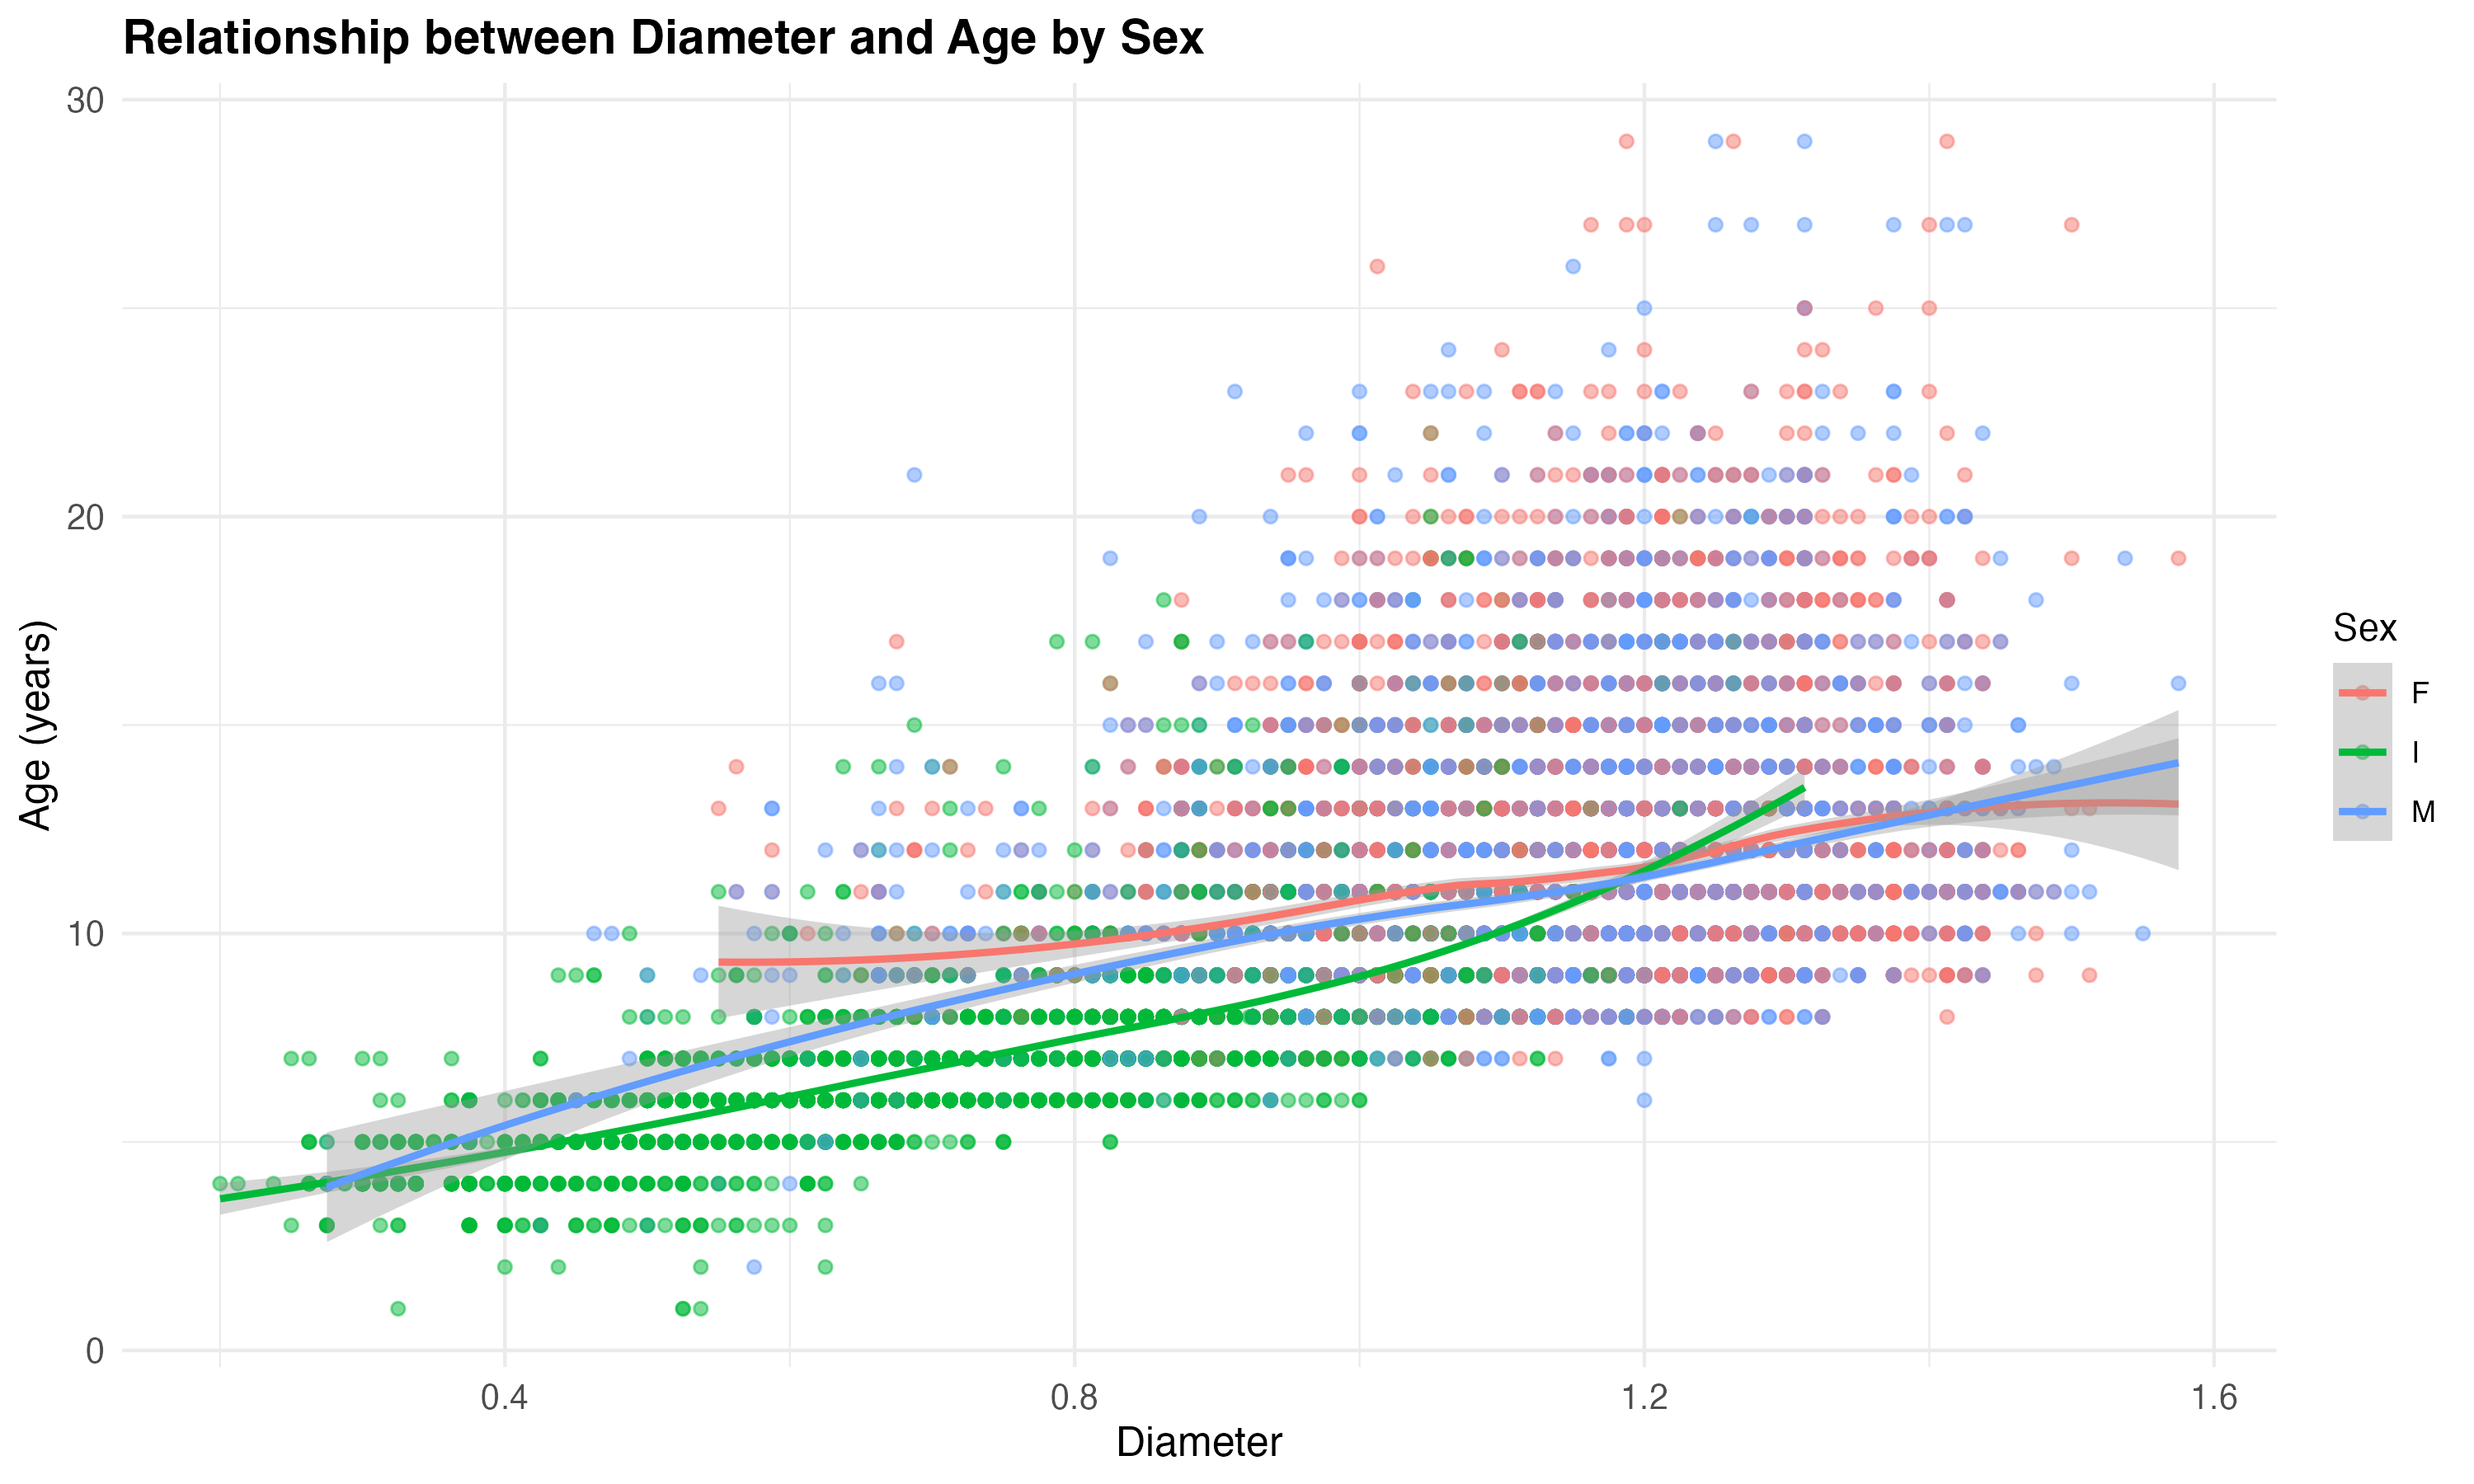 Relationship between Diameter and Age by Sex
Age (years)
30
20
10
0
0.4 0.8 1.2 1.6
Diameter
Sex
F
I
M